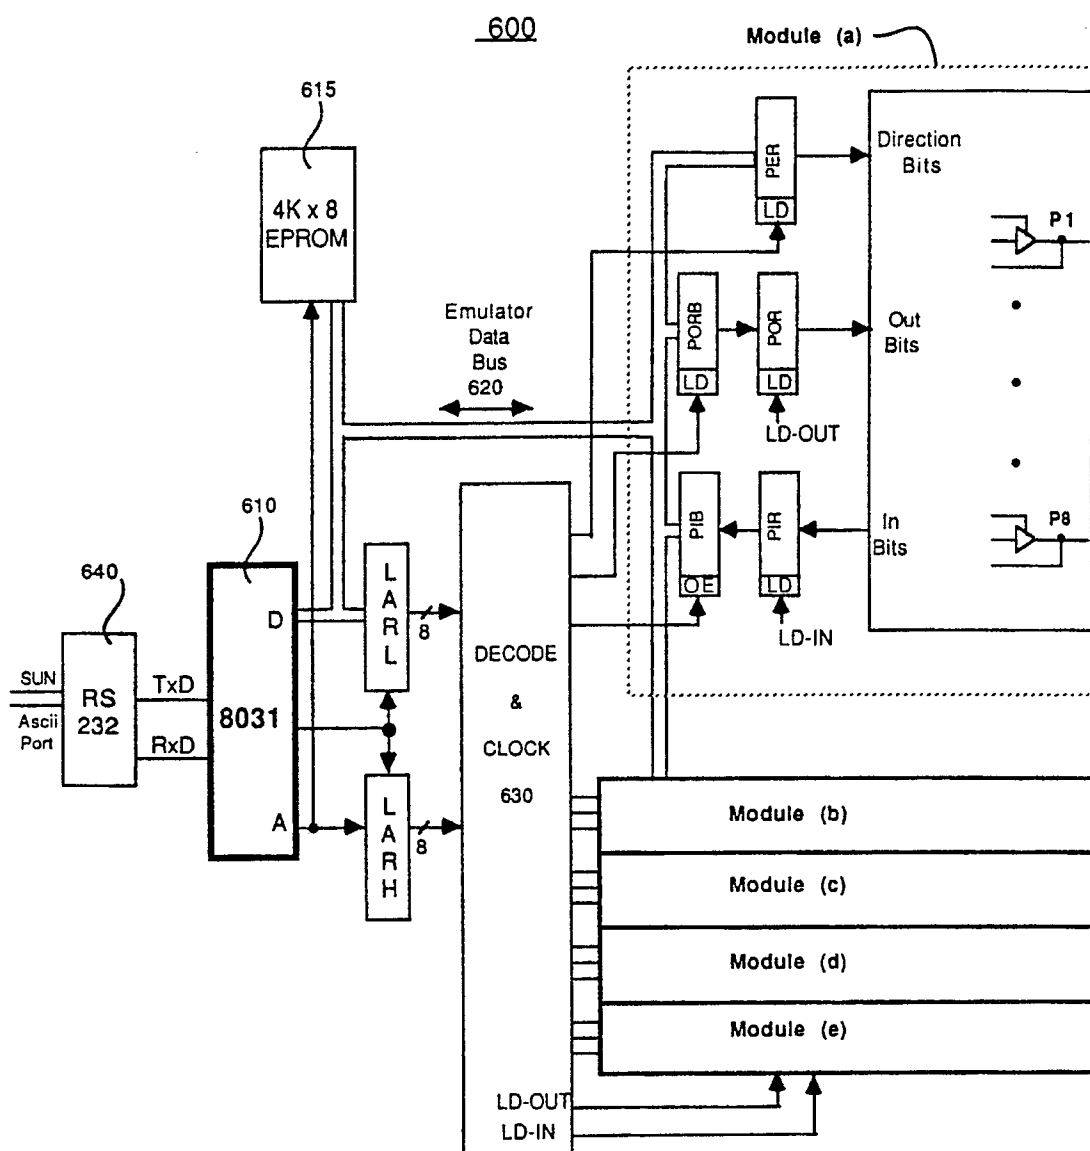 600
Module (a)
615
4K x 8
EPROM
PER
LD
Direction
Bits
P1
Emulator
Data
Bus
620
PORB
LD
POR
LD
LD-OUT
Out
Bits
PIB
OE
PIR
LD
LD-IN
In
Bits
P8
610
640
SUN
Ascii
Port
RS
232
TxD
RxD
8031
D
A
LARL
8
LARH
8
DECODE
&
CLOCK
630
Module (b)
Module (c)
Module (d)
Module (e)
LD-OUT
LD-IN